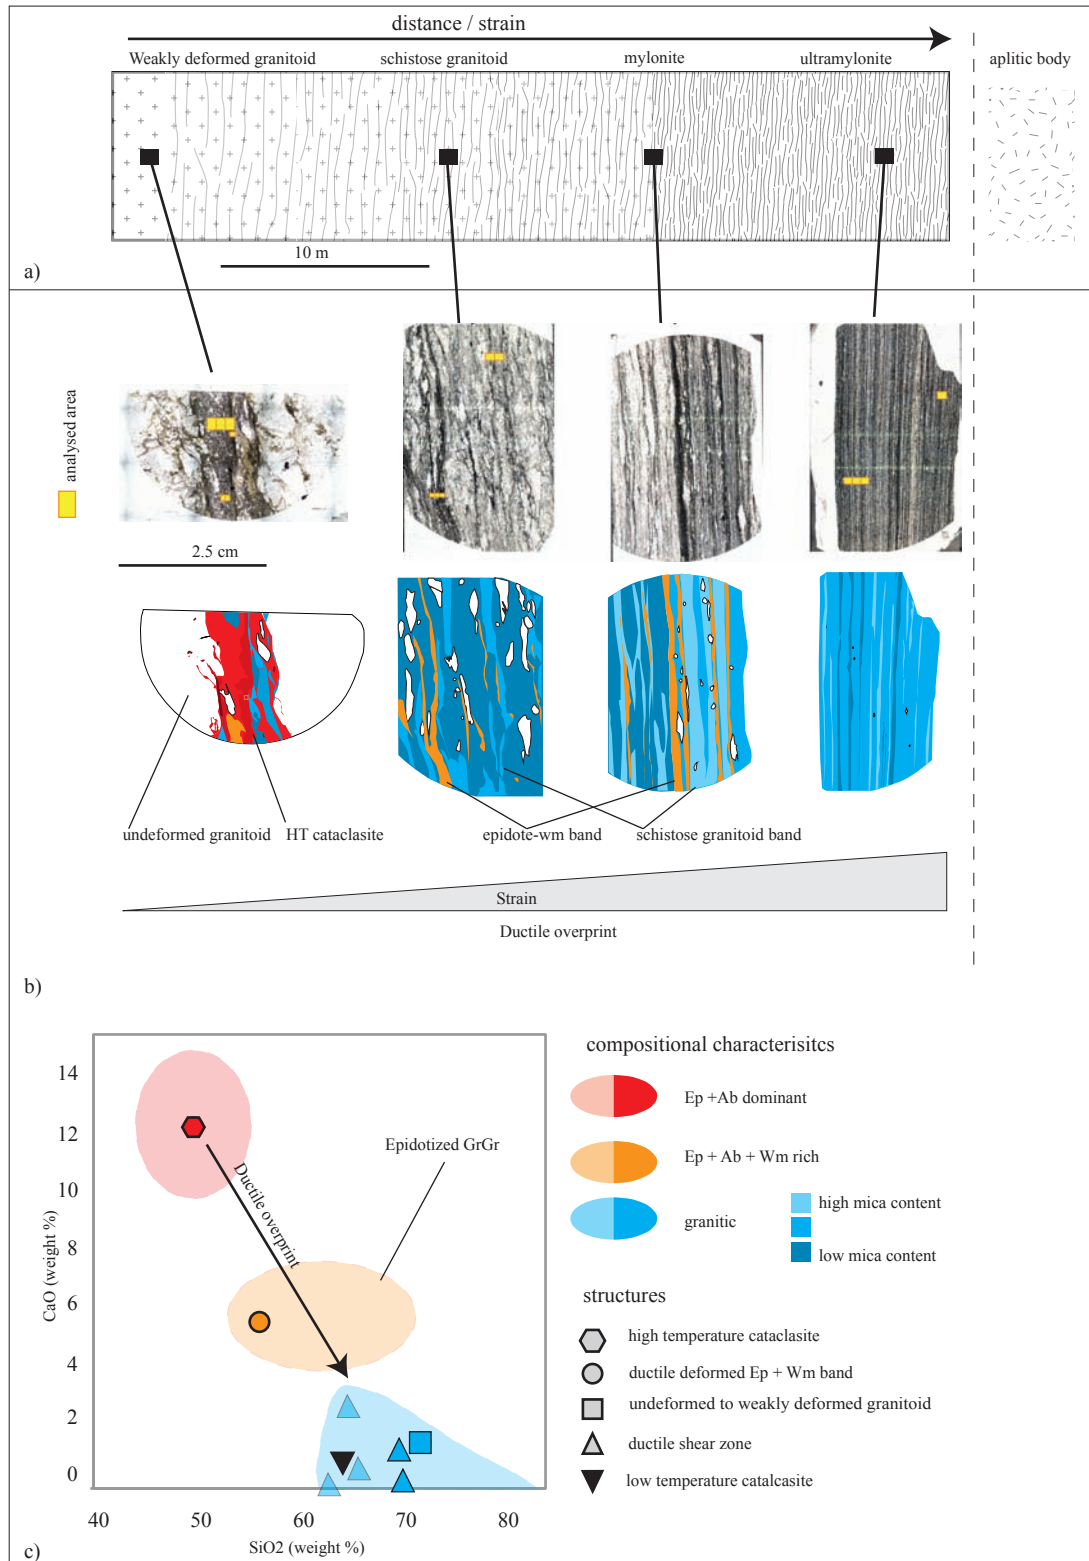 distance / strain
Weakly deformed granitoid
schistose granitoid
mylonite
ultramylonite
aplitic body
10 m
a)
analysed area
2.5 cm
undeformed granitoid
HT cataclasite
epidote-wm band
schistose granitoid band
Strain
Ductile overprint
b)
compositional characterisitcs
Ep +Ab dominant
Ep + Ab + Wm rich
granitic
high mica content
low mica content
structures
high temperature cataclasite
ductile deformed Ep + Wm band
undeformed to weakly deformed granitoid
ductile shear zone
low temperature catalcasite
Epidotized GrGr
Ductile overprint
CaO (weight %)
14
12
10
8
6
4
2
0
40 50 60 70 80
SiO2 (weight %)
c)